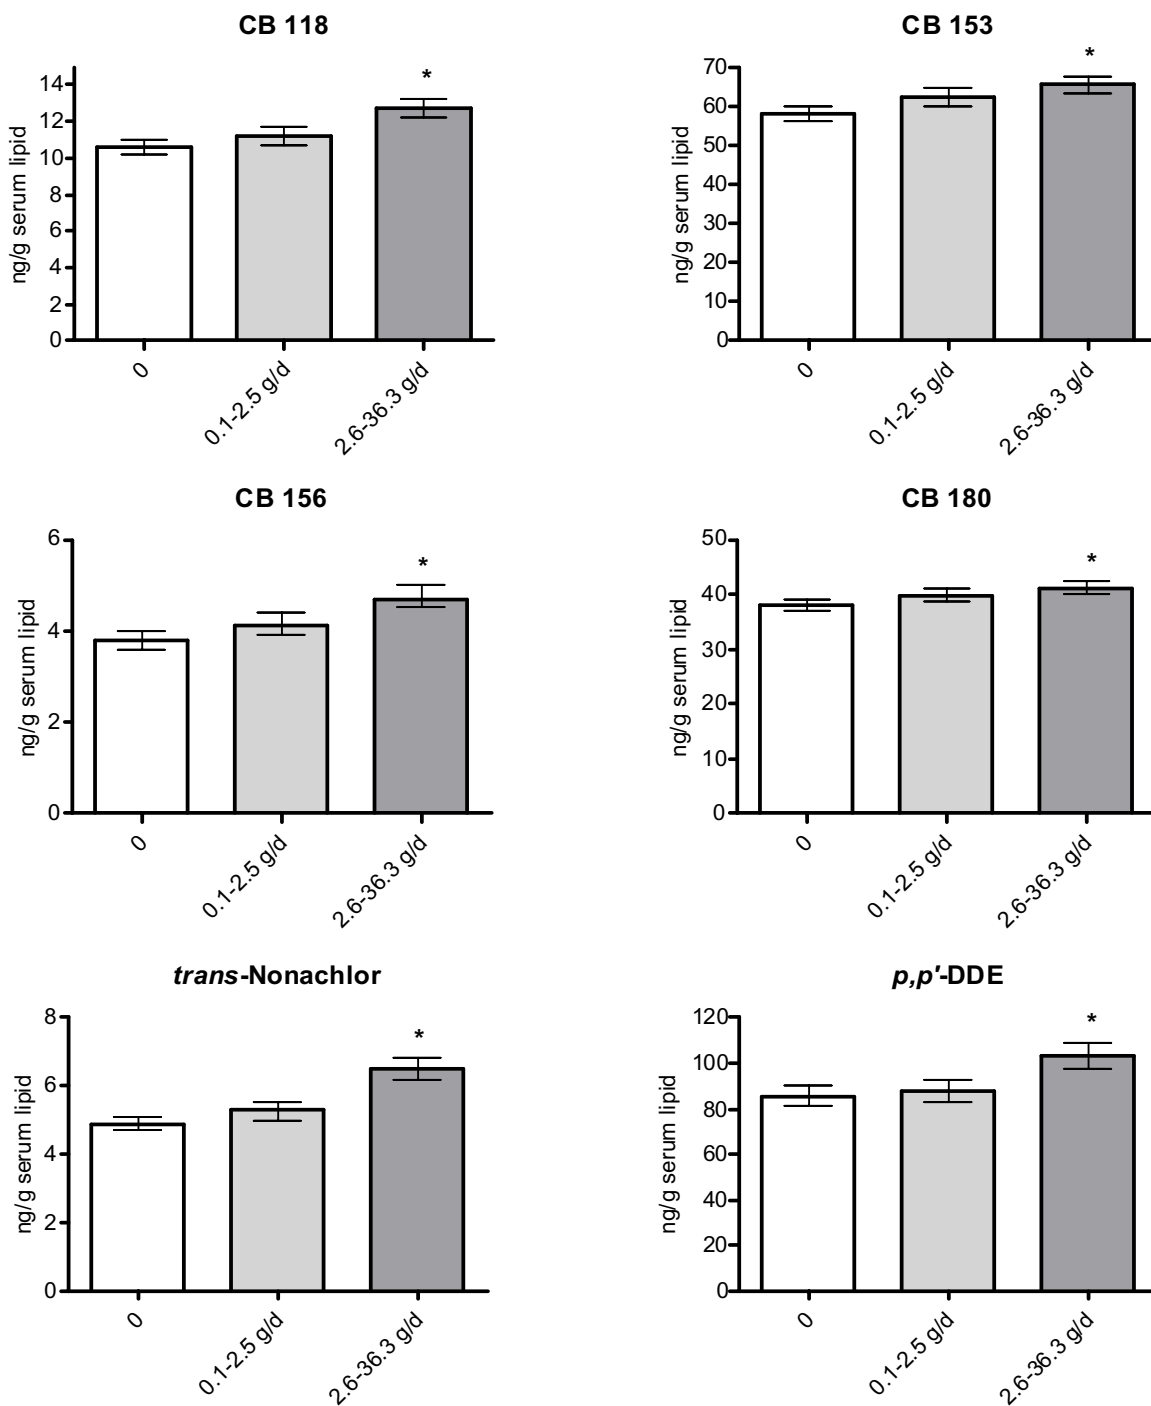 CB 118
ng/g serum lipid
14
12
10
8
6
4
2
0
*
0
0.1-2.5 g/d
2.6-36.3 g/d
CB 153
ng/g serum lipid
70
60
50
40
30
20
10
0
*
0
0.1-2.5 g/d
2.6-36.3 g/d
CB 156
ng/g serum lipid
6
4
2
0
*
0
0.1-2.5 g/d
2.6-36.3 g/d
CB 180
ng/g serum lipid
50
40
30
20
10
0
*
0
0.1-2.5 g/d
2.6-36.3 g/d
trans-Nonachlor
ng/g serum lipid
8
6
4
2
0
*
0
0.1-2.5 g/d
2.6-36.3 g/d
p,p'-DDE
ng/g serum lipid
120
100
80
60
40
20
0
*
0
0.1-2.5 g/d
2.6-36.3 g/d